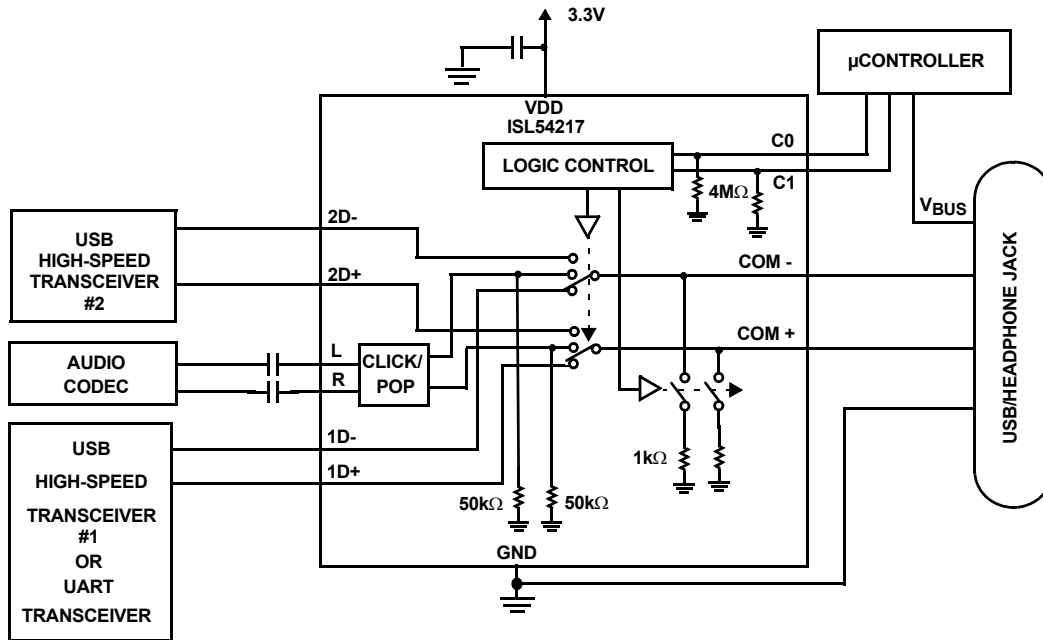 3.3V
µCONTROLLER
VDD
ISL54217
LOGIC CONTROL
C0
C1
4MΩ
VBUS
USB/HEADPHONE JACK
2D-
2D+
USB
HIGH-SPEED
TRANSCEIVER
#2
COM -
COM +
AUDIO
CODEC
L
R
CLICK/
POP
1D-
1D+
USB
HIGH-SPEED
TRANSCEIVER
#1
OR
UART
TRANSCEIVER
50kΩ
50kΩ
1kΩ
GND